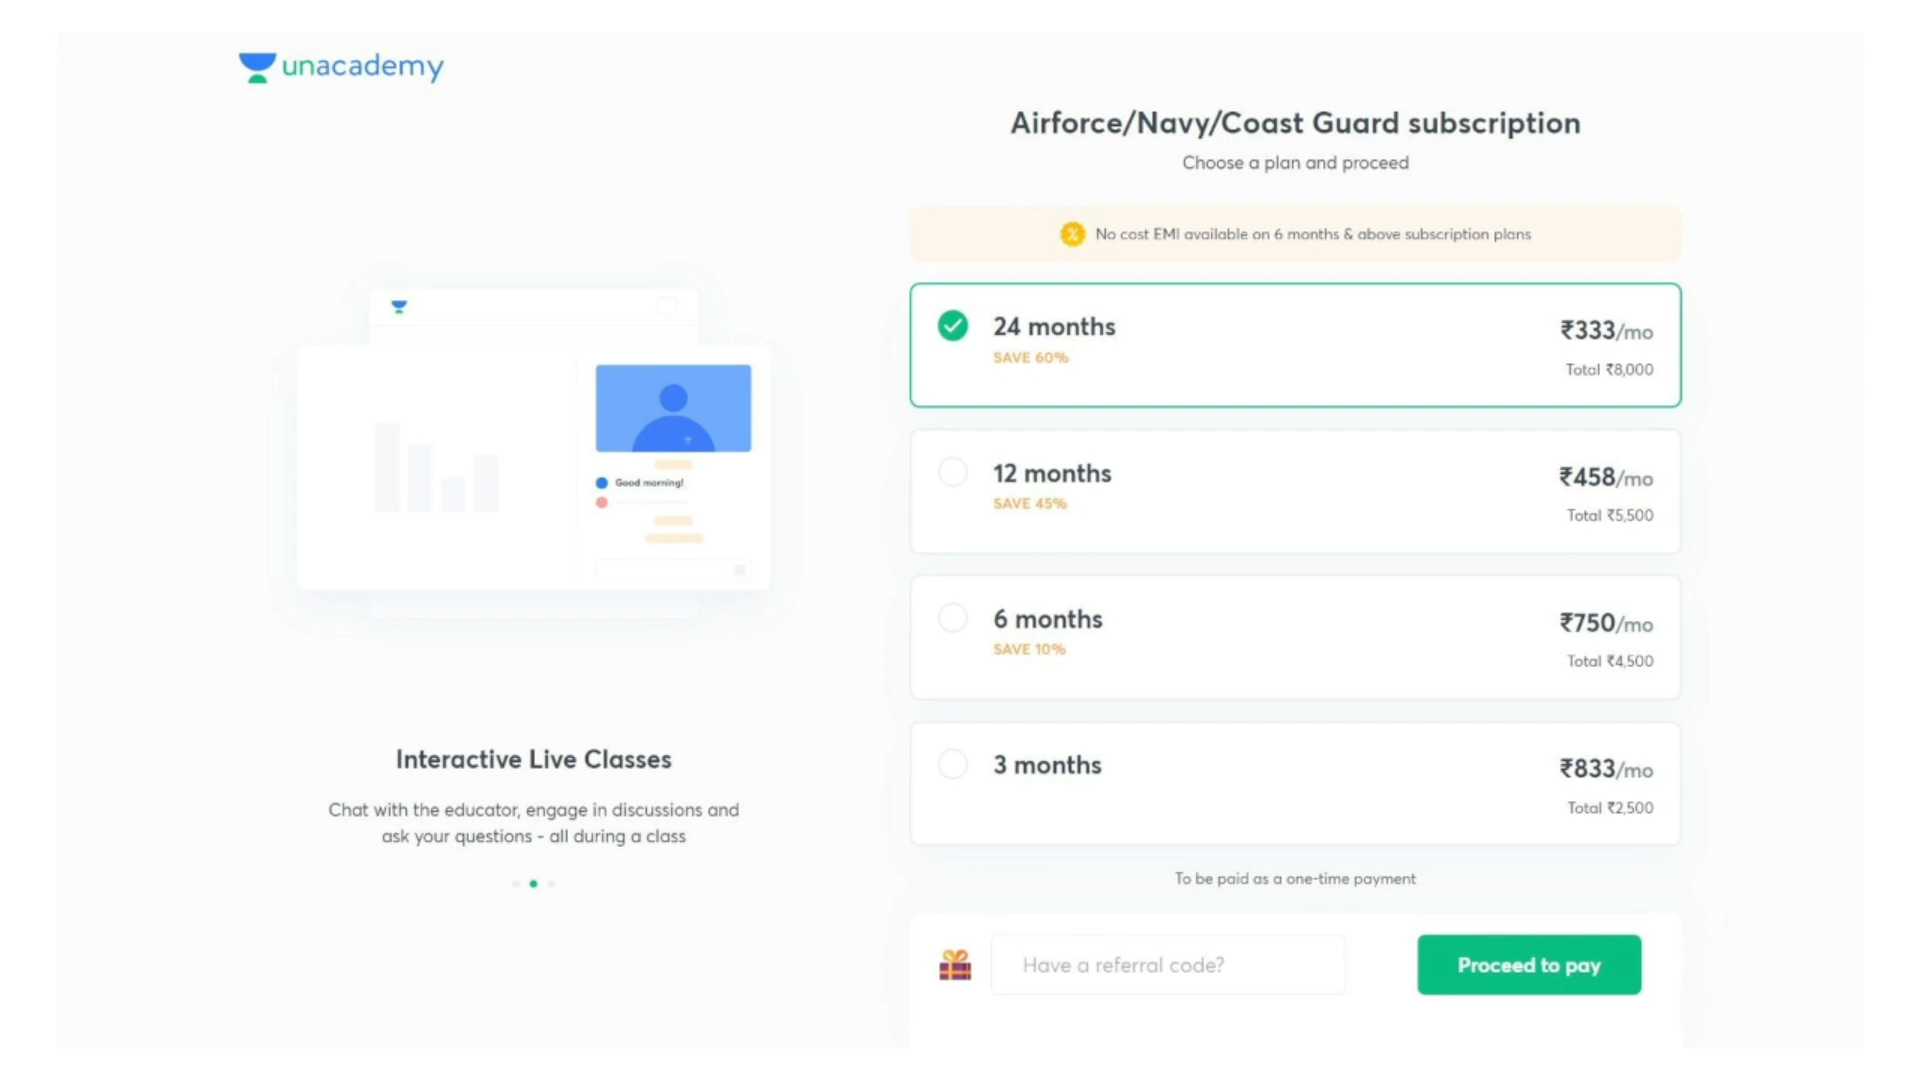 unacademy
Airforce/Navy/Coast Guard subscription
Choose a plan and proceed
No cost EMI available on 6 months & above subscription plans
24 months
₹333/mo
SAVE 60%
Total ₹8,000
12 months
₹458/mo
SAVE 45%
Total ₹5,500
6 months
₹750/mo
SAVE 10%
Total ₹4,500
3 months
₹833/mo
Total ₹2,500
To be paid as a one-time payment
Have a referral code?
Proceed to pay
Good morning!
Interactive Live Classes
Chat with the educator, engage in discussions and
ask your questions - all during a class